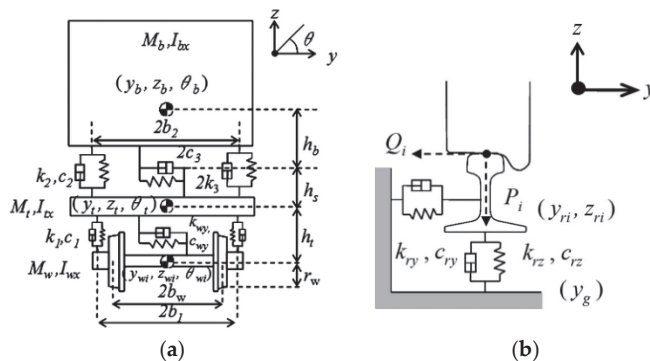 z
θ
y
M_b,I_bx
(y_b, z_b, θ_b)
2b_2
h_b
2c_3
k_2,c_2
2k_3
h_s
M_t,I_tx
(y_t, z_t, θ_t)
k_wy,
c_wy
k_1,c_1
h_t
M_w,I_wx
(y_wi, z_wi, θ_wi)
r_w
2b_w
2b_1
(a)
z
y
Q_i
P_i
(y_ri, z_ri)
k_ry , c_ry
k_rz , c_rz
(y_g)
(b)